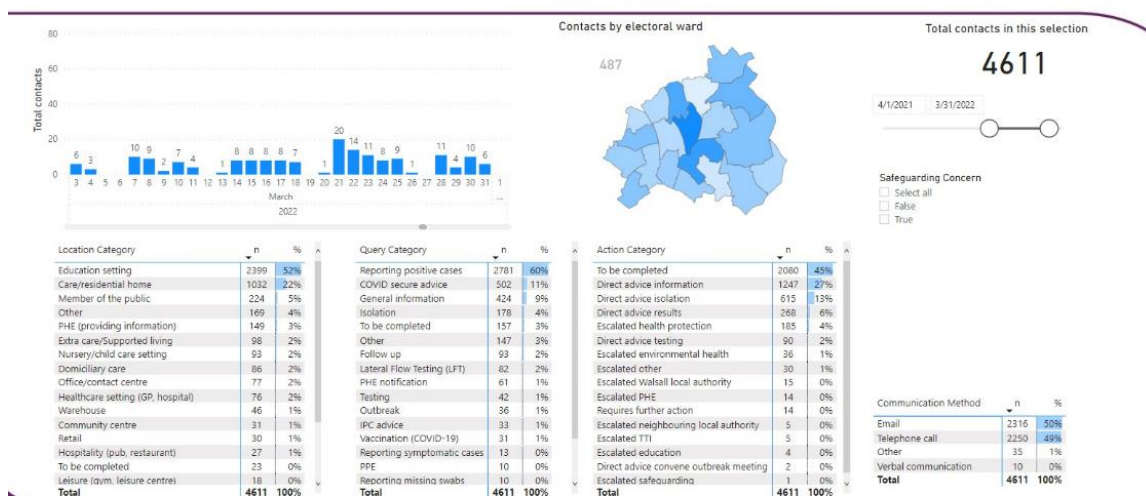 Contacts by electoral ward
Total contacts in this selection
4611
487
4/1/2021 3/31/2022
Safeguarding Concern
Select all
False
True
Total contacts
80
60
40
20
0
6 3 10 9 2 7 4 1 8 8 8 8 7 1 20 14 11 8 9 1 11 4 10 6
3 4 5 6 7 8 9 10 11 12 13 14 15 16 17 18 19 20 21 22 23 24 25 26 27 28 29 30 31 1
March ...
2022
Location Category n %
Education setting 2399 52%
Care/residential home 1032 22%
Member of the public 224 5%
Other 169 4%
PHE (providing information) 149 3%
Extra care/Supported living 98 2%
Nursery/child care setting 93 2%
Domiciliary care 86 2%
Office/contact centre 77 2%
Healthcare setting (GP, hospital) 76 2%
Warehouse 46 1%
Community centre 31 1%
Retail 30 1%
Hospitality (pub, restaurant) 27 1%
To be completed 23 0%
Leisure (gym, leisure centre) 18 0%
Total 4611 100%
Query Category n %
Reporting positive cases 2781 60%
COVID secure advice 502 11%
General information 424 9%
Isolation 178 4%
To be completed 157 3%
Other 147 3%
Follow up 93 2%
Lateral Flow Testing (LFT) 82 2%
PHE notification 61 1%
Testing 42 1%
Outbreak 36 1%
IPC advice 33 1%
Vaccination (COVID-19) 31 1%
Reporting symptomatic cases 13 0%
PPE 10 0%
Reporting missing swabs 10 0%
Total 4611 100%
Action Category n %
To be completed 2080 45%
Direct advice information 1247 27%
Direct advice isolation 615 13%
Direct advice results 268 6%
Escalated health protection 185 4%
Direct advice testing 90 2%
Escalated environmental health 36 1%
Escalated other 30 1%
Escalated Walsall local authority 15 0%
Escalated PHE 14 0%
Requires further action 14 0%
Escalated neighbouring local authority 5 0%
Escalated TTI 5 0%
Escalated education 4 0%
Direct advice convene outbreak meeting 2 0%
Escalated safeguarding 1 0%
Total 4611 100%
Communication Method n %
Email 2316 50%
Telephone call 2250 49%
Other 35 1%
Verbal communication 10 0%
Total 4611 100%